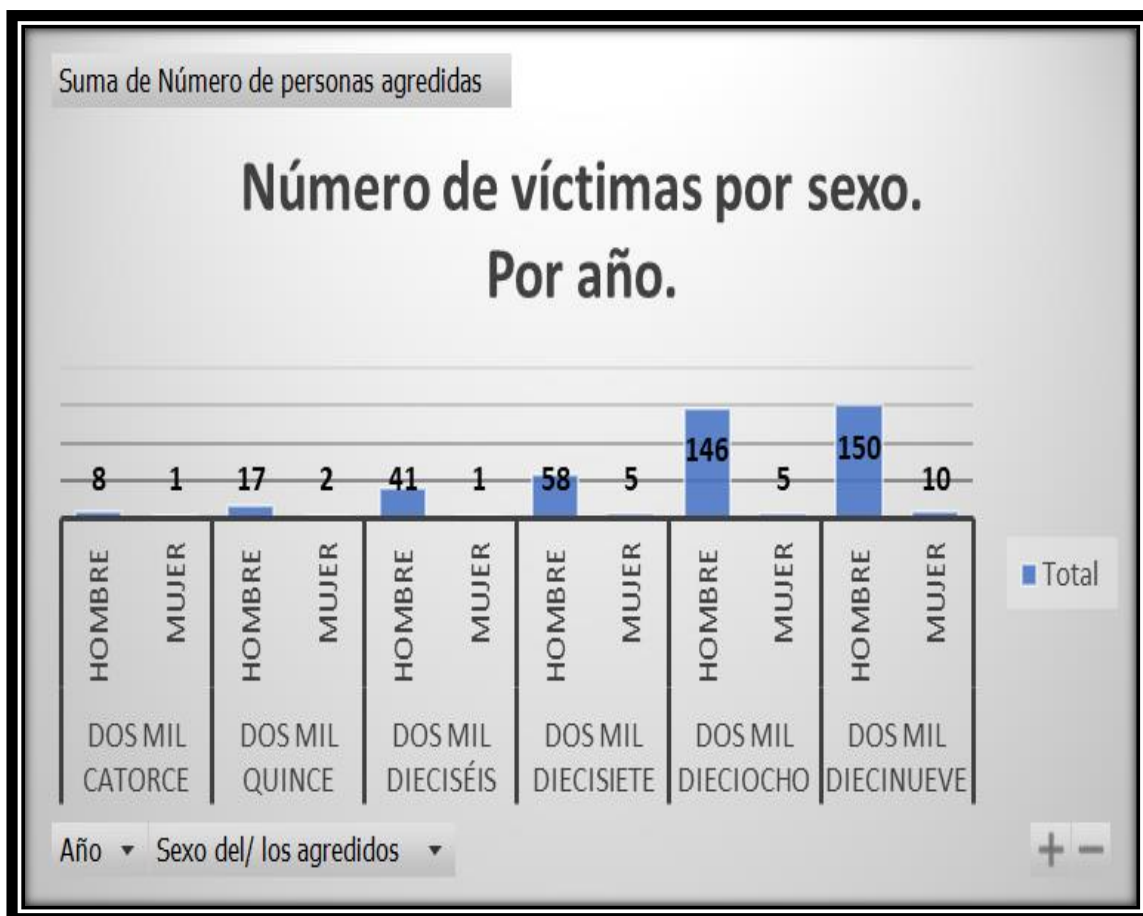 Suma de Número de personas agredidas
Número de víctimas por sexo.
Por año.
8 1 17 2 41 1 58 5 146 5 150 10
HOMBRE MUJER HOMBRE MUJER HOMBRE MUJER HOMBRE MUJER HOMBRE MUJER HOMBRE MUJER
Total
DOS MIL CATORCE
DOS MIL QUINCE
DOS MIL DIECISÉIS
DOS MIL DIECISIETE
DOS MIL DIECIOCHO
DOS MIL DIECINUEVE
Año Sexo del/ los agredidos
+ −